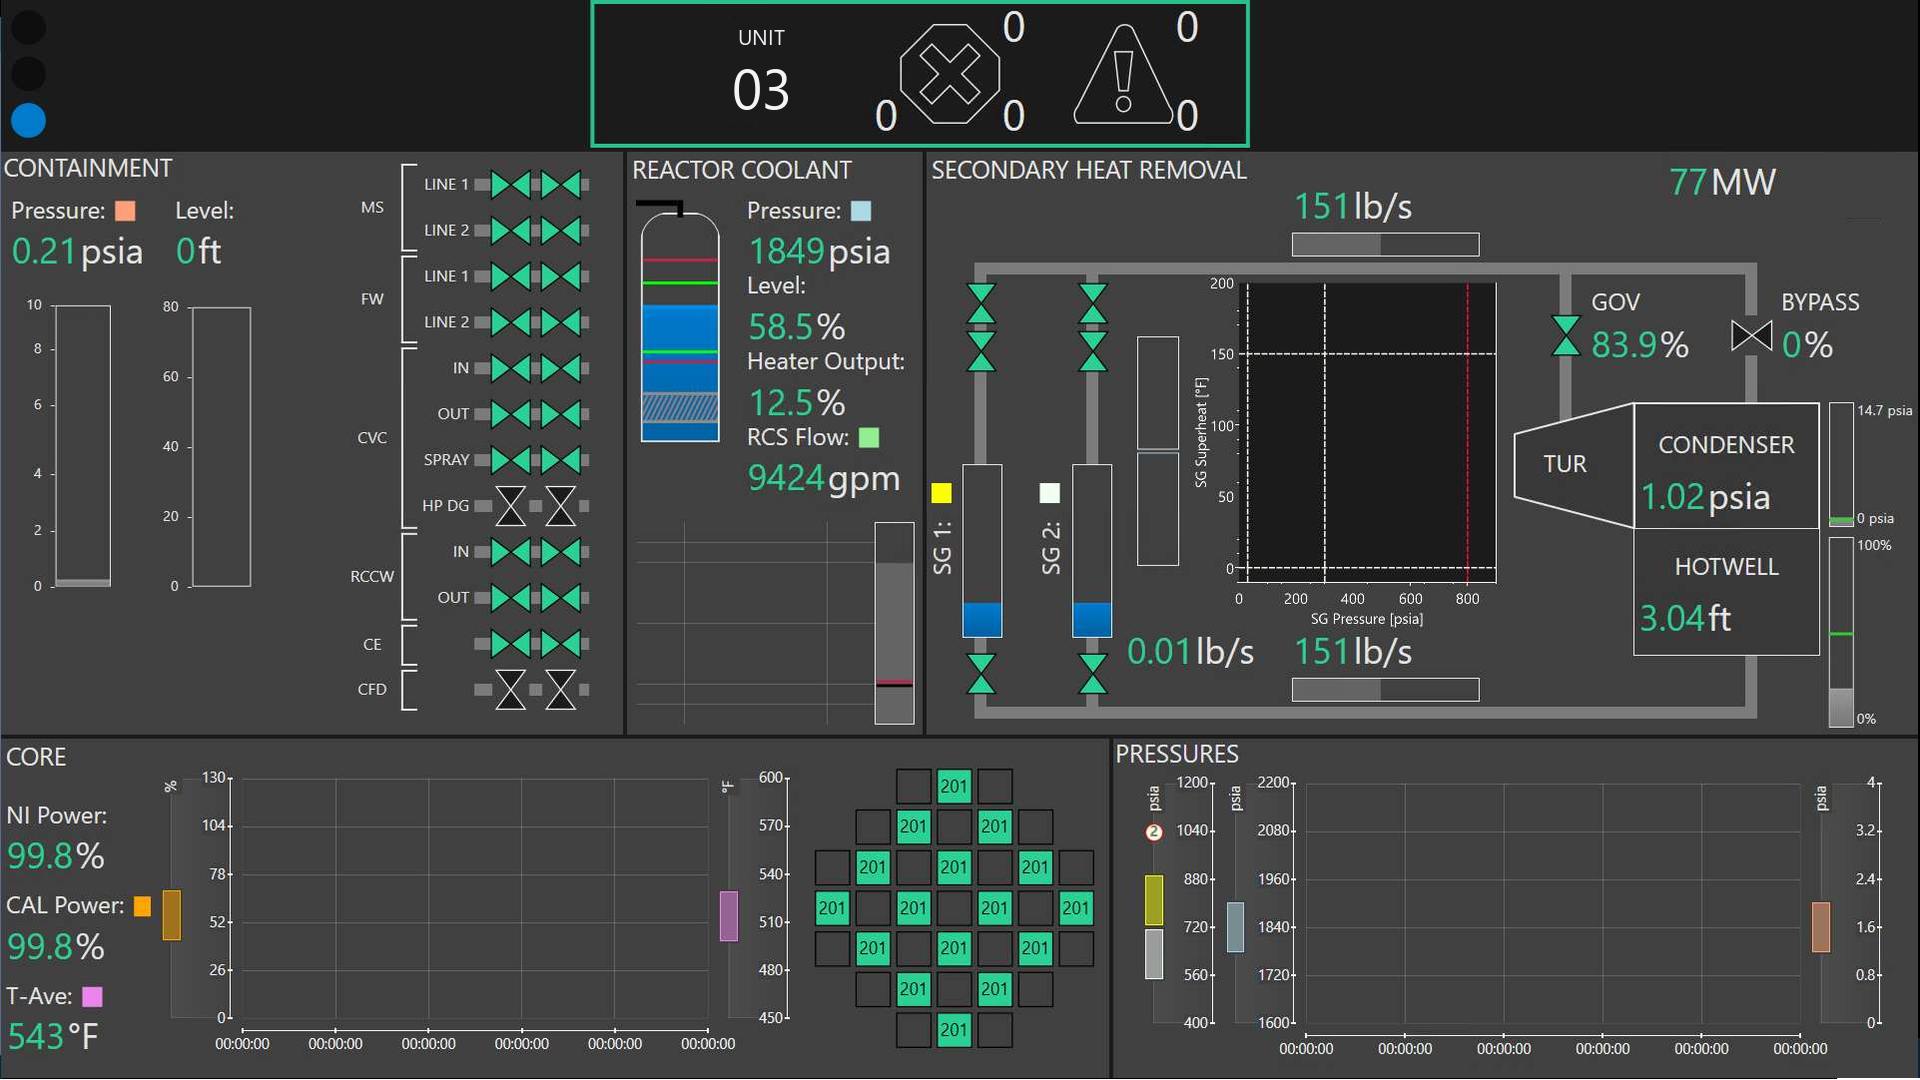 UNIT
03
0
0
0
0
0
CONTAINMENT
Pressure:
Level:
0.21psia
0ft
10
8
6
4
2
0
80
60
40
20
0
MS
LINE 1
LINE 2
FW
LINE 1
LINE 2
CVC
IN
OUT
SPRAY
HP DG
RCCW
IN
OUT
CE
CFD
REACTOR COOLANT
Pressure:
1849psia
Level:
58.5%
Heater Output:
12.5%
RCS Flow:
9424gpm
SECONDARY HEAT REMOVAL
77MW
151lb/s
GOV
83.9%
BYPASS
0%
SG 1:
SG 2:
SG Superheat [°F]
200
150
100
50
0
0
200
400
600
800
SG Pressure [psia]
0.01lb/s
151lb/s
TUR
CONDENSER
1.02psia
HOTWELL
3.04ft
14.7 psia
0 psia
100%
0%
CORE
NI Power:
99.8%
CAL Power:
99.8%
T-Ave:
543°F
%
130
104
78
52
26
0
00:00:00
00:00:00
00:00:00
00:00:00
00:00:00
00:00:00
°F
600
570
540
510
480
450
201
201 201
201 201 201
201 201 201 201
201 201 201
201 201
201
PRESSURES
psia
2
1200
1040
880
720
560
400
psia
2200
2080
1960
1840
1720
1600
00:00:00
00:00:00
00:00:00
00:00:00
00:00:00
00:00:00
psia
4
3.2
2.4
1.6
0.8
0